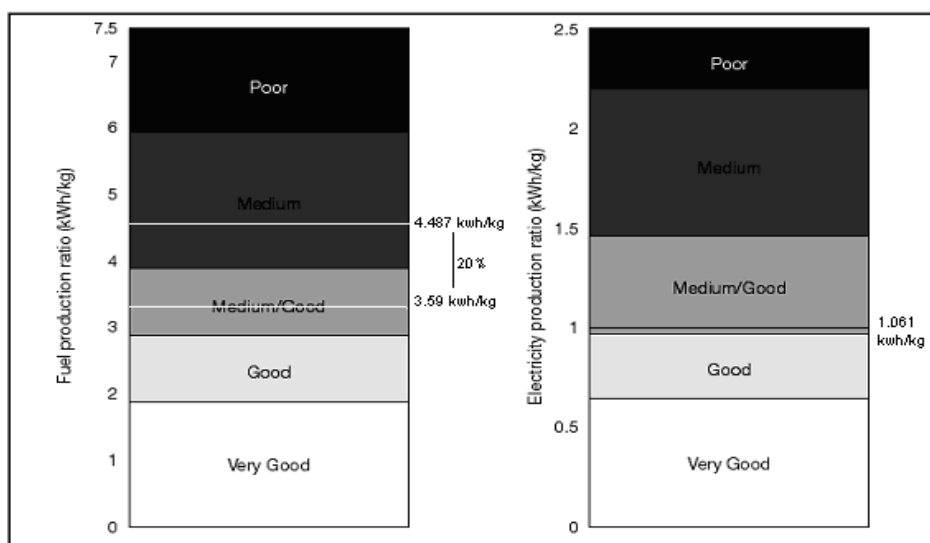 Fuel production ratio (kWh/kg)
7.5
7
6
5
4
3
2
1
0
Poor
Medium
Medium/Good
Good
Very Good
4.487 kwh/kg
20%
3.59 kwh/kg
Electricity production ratio (kWh/kg)
2.5
2
1.5
1
0.5
0
Poor
Medium
Medium/Good
Good
Very Good
1.061
kwh/kg